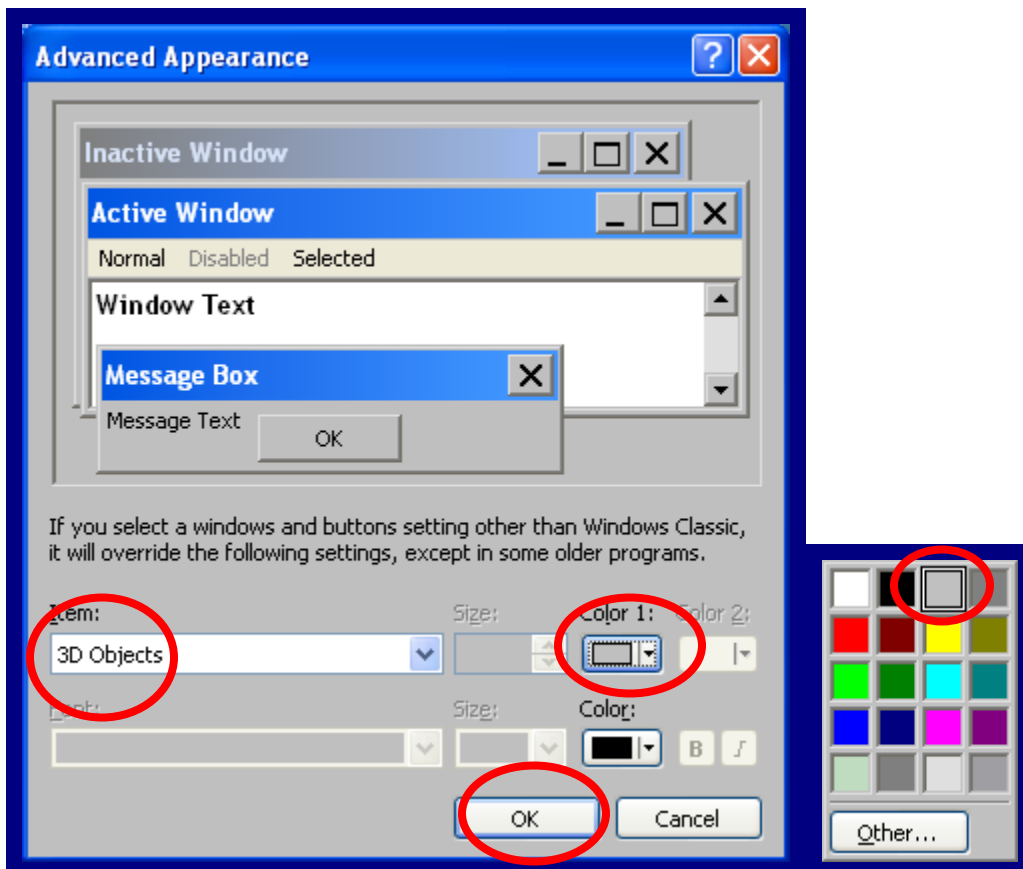 Advanced Appearance
Inactive Window
Active Window
Normal Disabled Selected
Window Text
Message Box
Message Text OK
If you select a windows and buttons setting other than Windows Classic,
it will override the following settings, except in some older programs.
Item: Size: Color 1: Color 2:
3D Objects
Font: Size: Color:
B I
OK Cancel
Other...